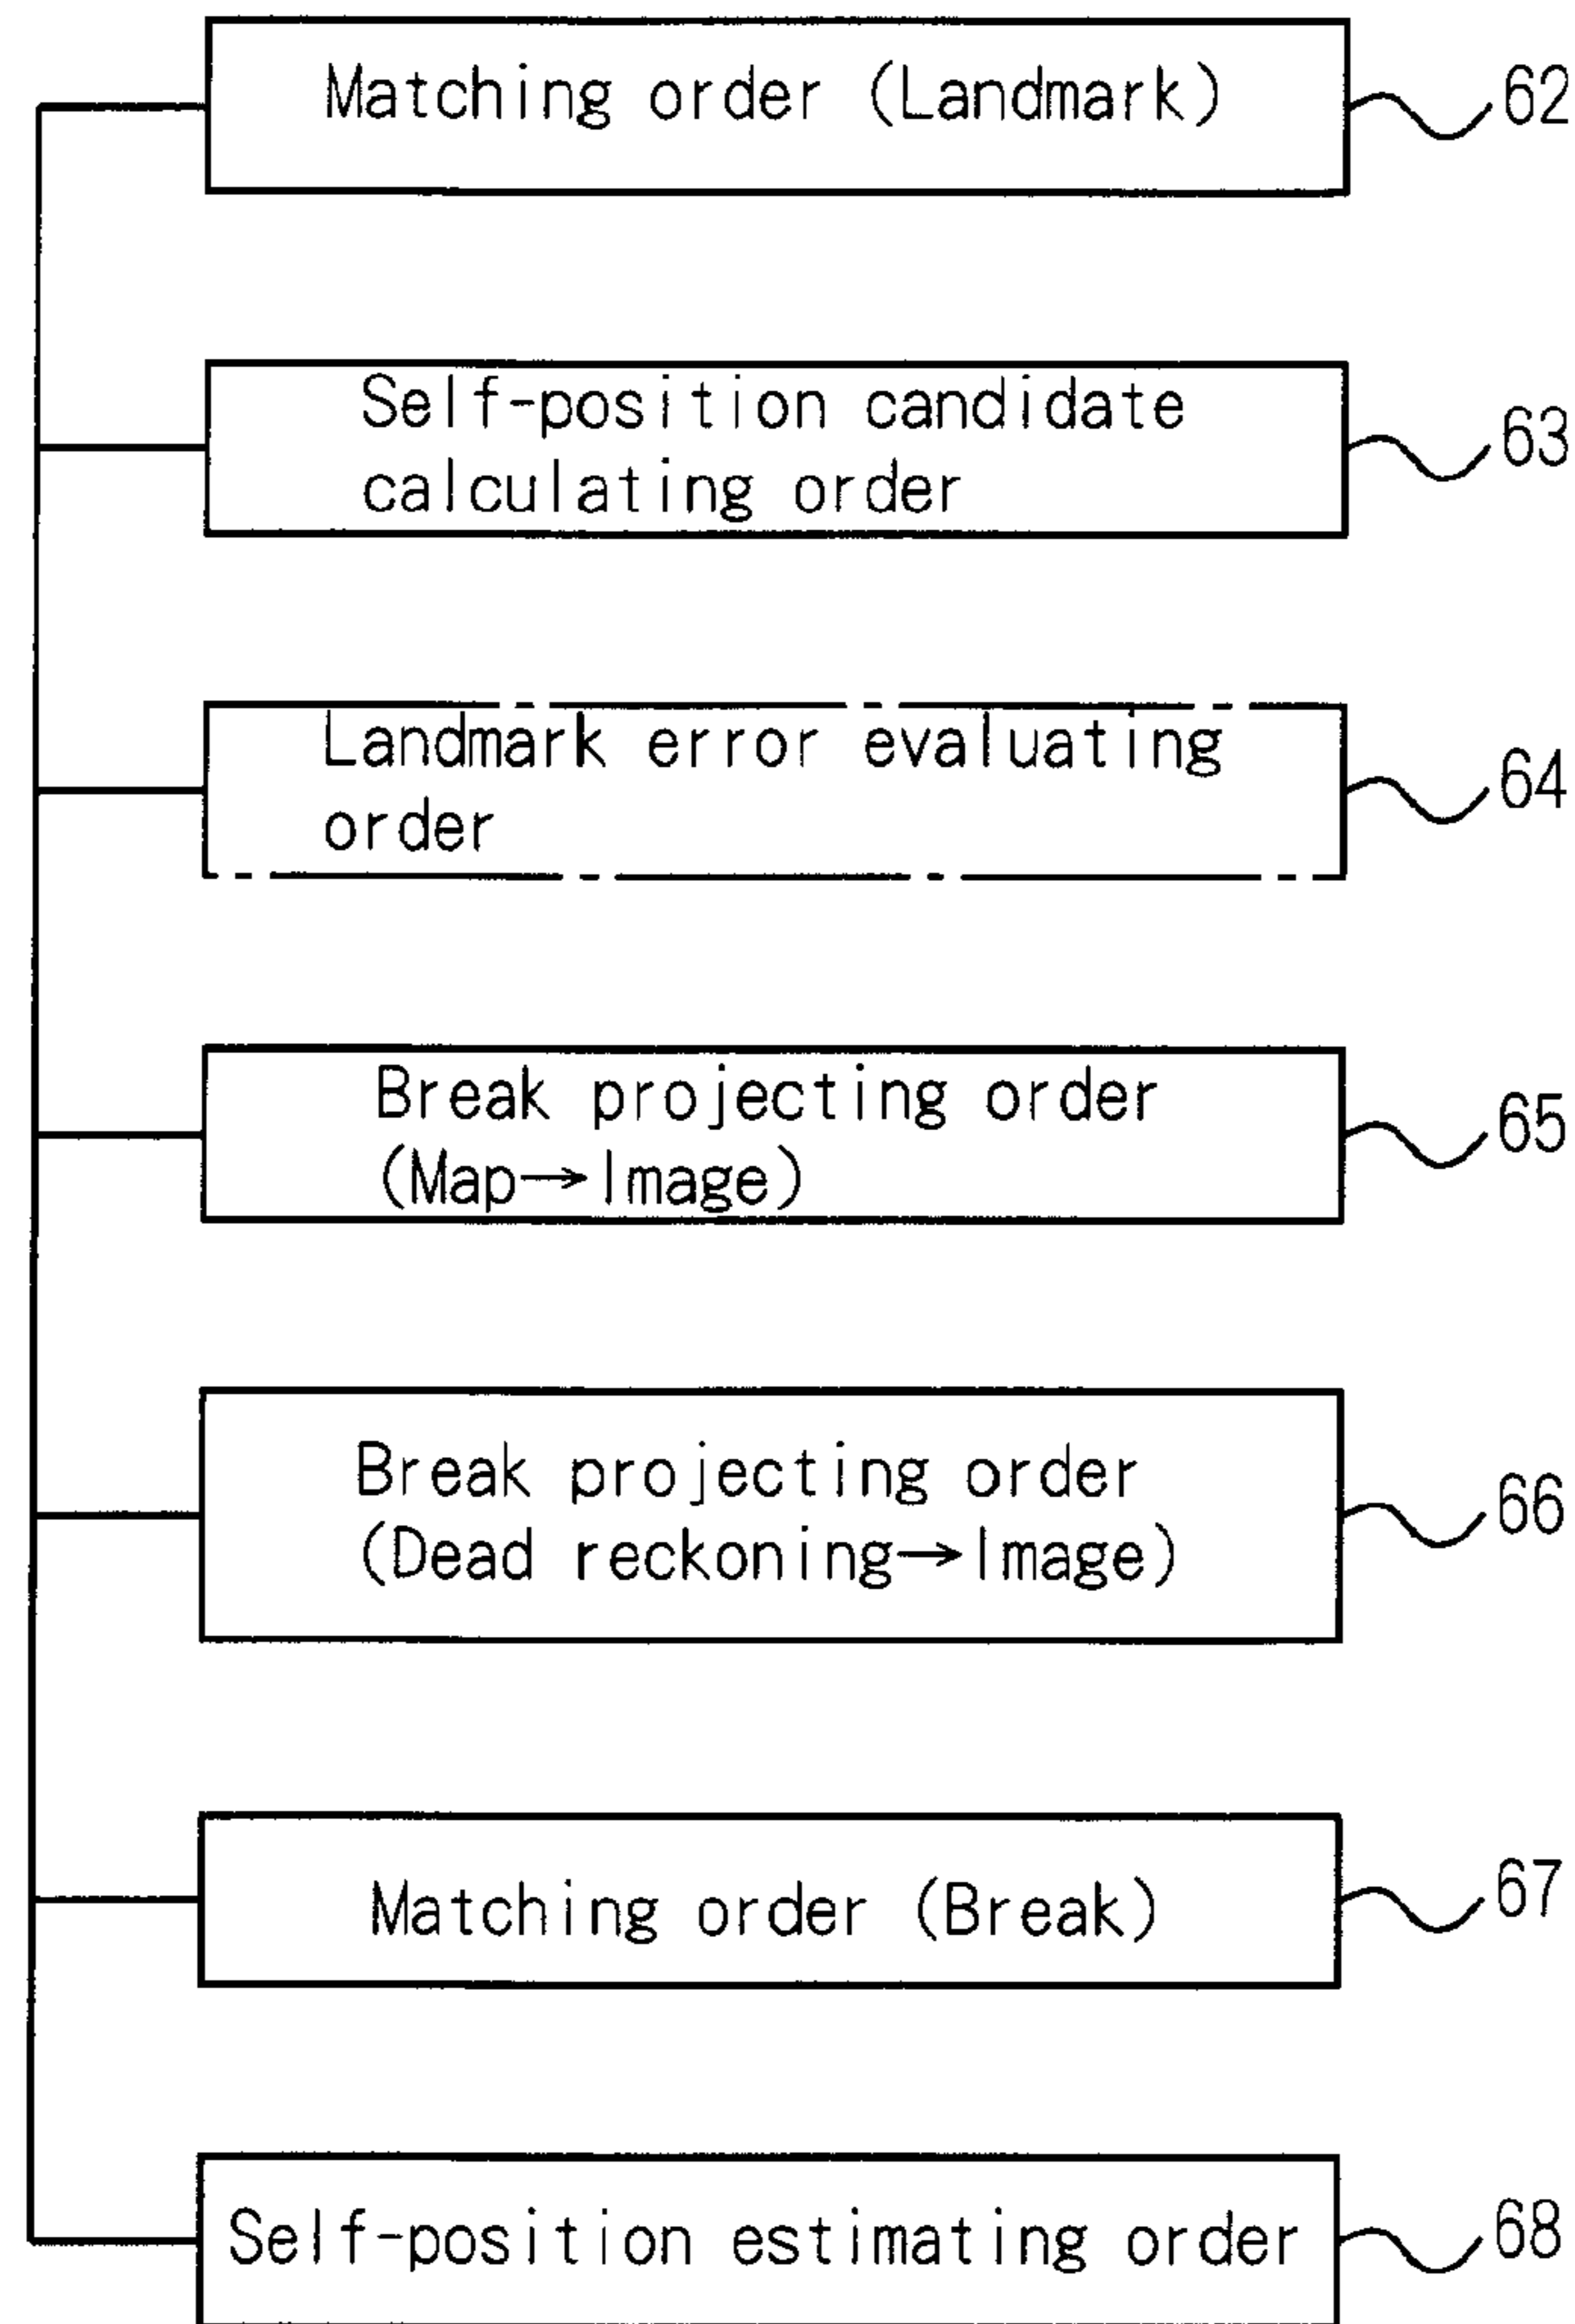 Matching order (Landmark)
62
Self-position candidate
calculating order
63
Landmark error evaluating
order
64
Break projecting order
(Map→Image)
65
Break projecting order
(Dead reckoning→Image)
66
Matching order (Break)
67
Self-position estimating order
68